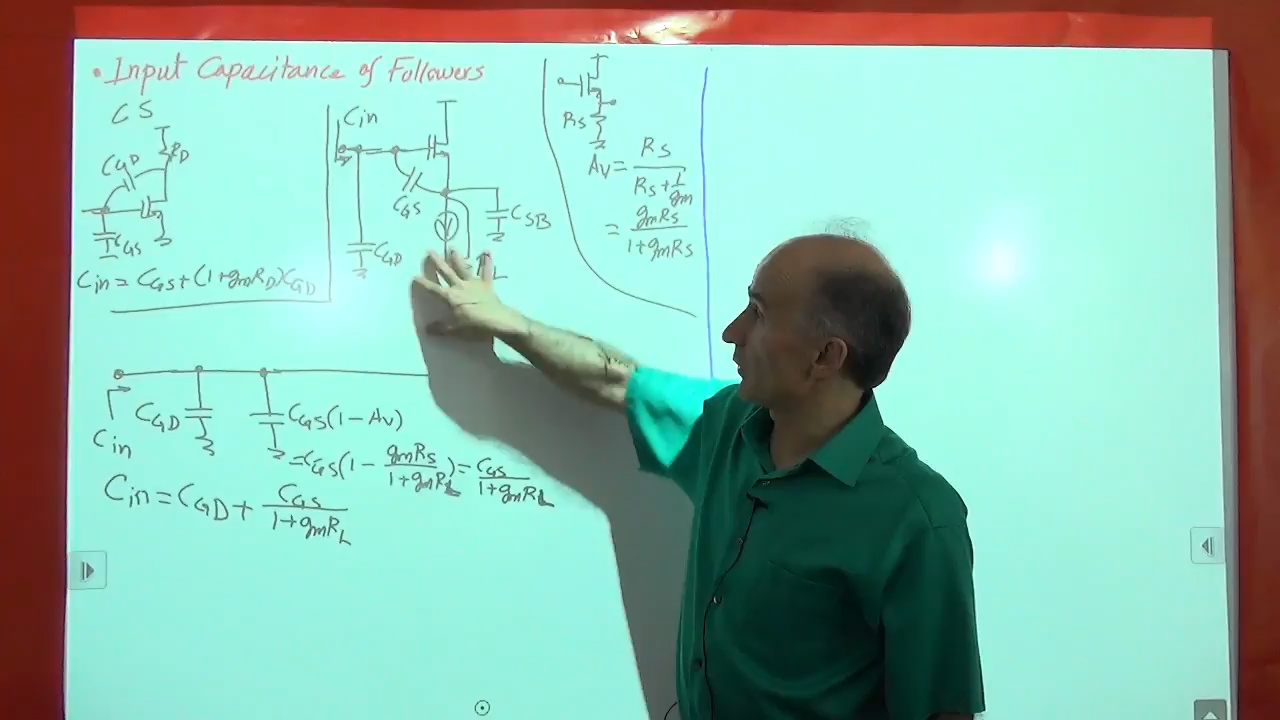 • Input Capacitance of Followers
CS
RD
CGD
CGS
Cin = CGS + (1+gmRD)CGD
Cin
CGS
CGD
CSB
RS
Av = RS / (RS + 1/gm)
= gmRS / (1+gmRS)
Cin
CGD
CGS(1 - Av)
= CGS(1 - gmRS / (1+gmRL)) = CGS / (1+gmRL)
Cin = CGD + CGS / (1+gmRL)